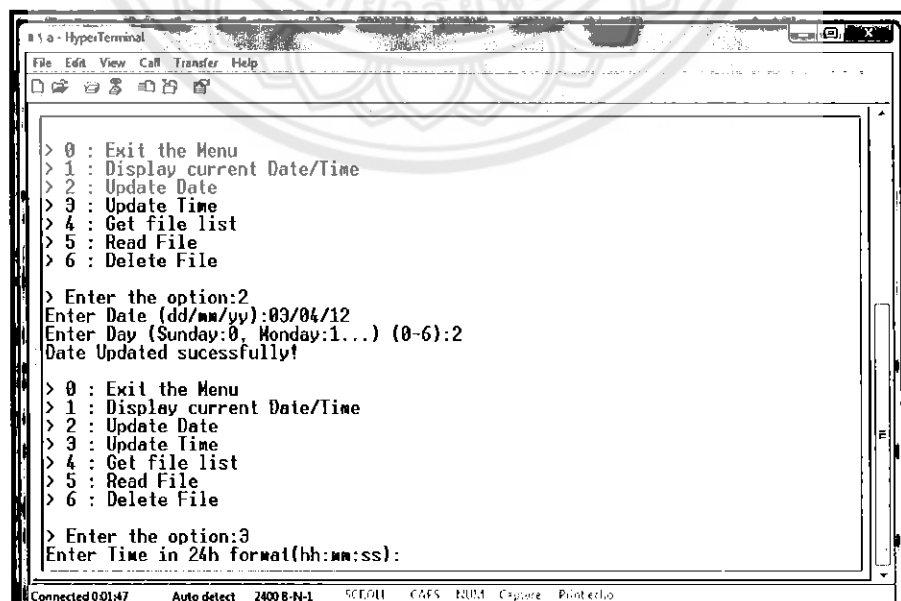 a - HyperTerminal
File Edit View Call Transfer Help
> 0 : Exit the Menu
> 1 : Display current Date/Time
> 2 : Update Date
> 3 : Update Time
> 4 : Get file list
> 5 : Read File
> 6 : Delete File
> Enter the option:2
Enter Date (dd/mm/yy):03/04/12
Enter Day (Sunday:0, Monday:1...) (0-6):2
Date Updated sucessfully!
> 0 : Exit the Menu
> 1 : Display current Date/Time
> 2 : Update Date
> 3 : Update Time
> 4 : Get file list
> 5 : Read File
> 6 : Delete File
> Enter the option:3
Enter Time in 24h format(hh:mm:ss):
Connected 0:01:47 Auto detect 2400 8-N-1 SCROLL CAPS NUM Capture Print echo